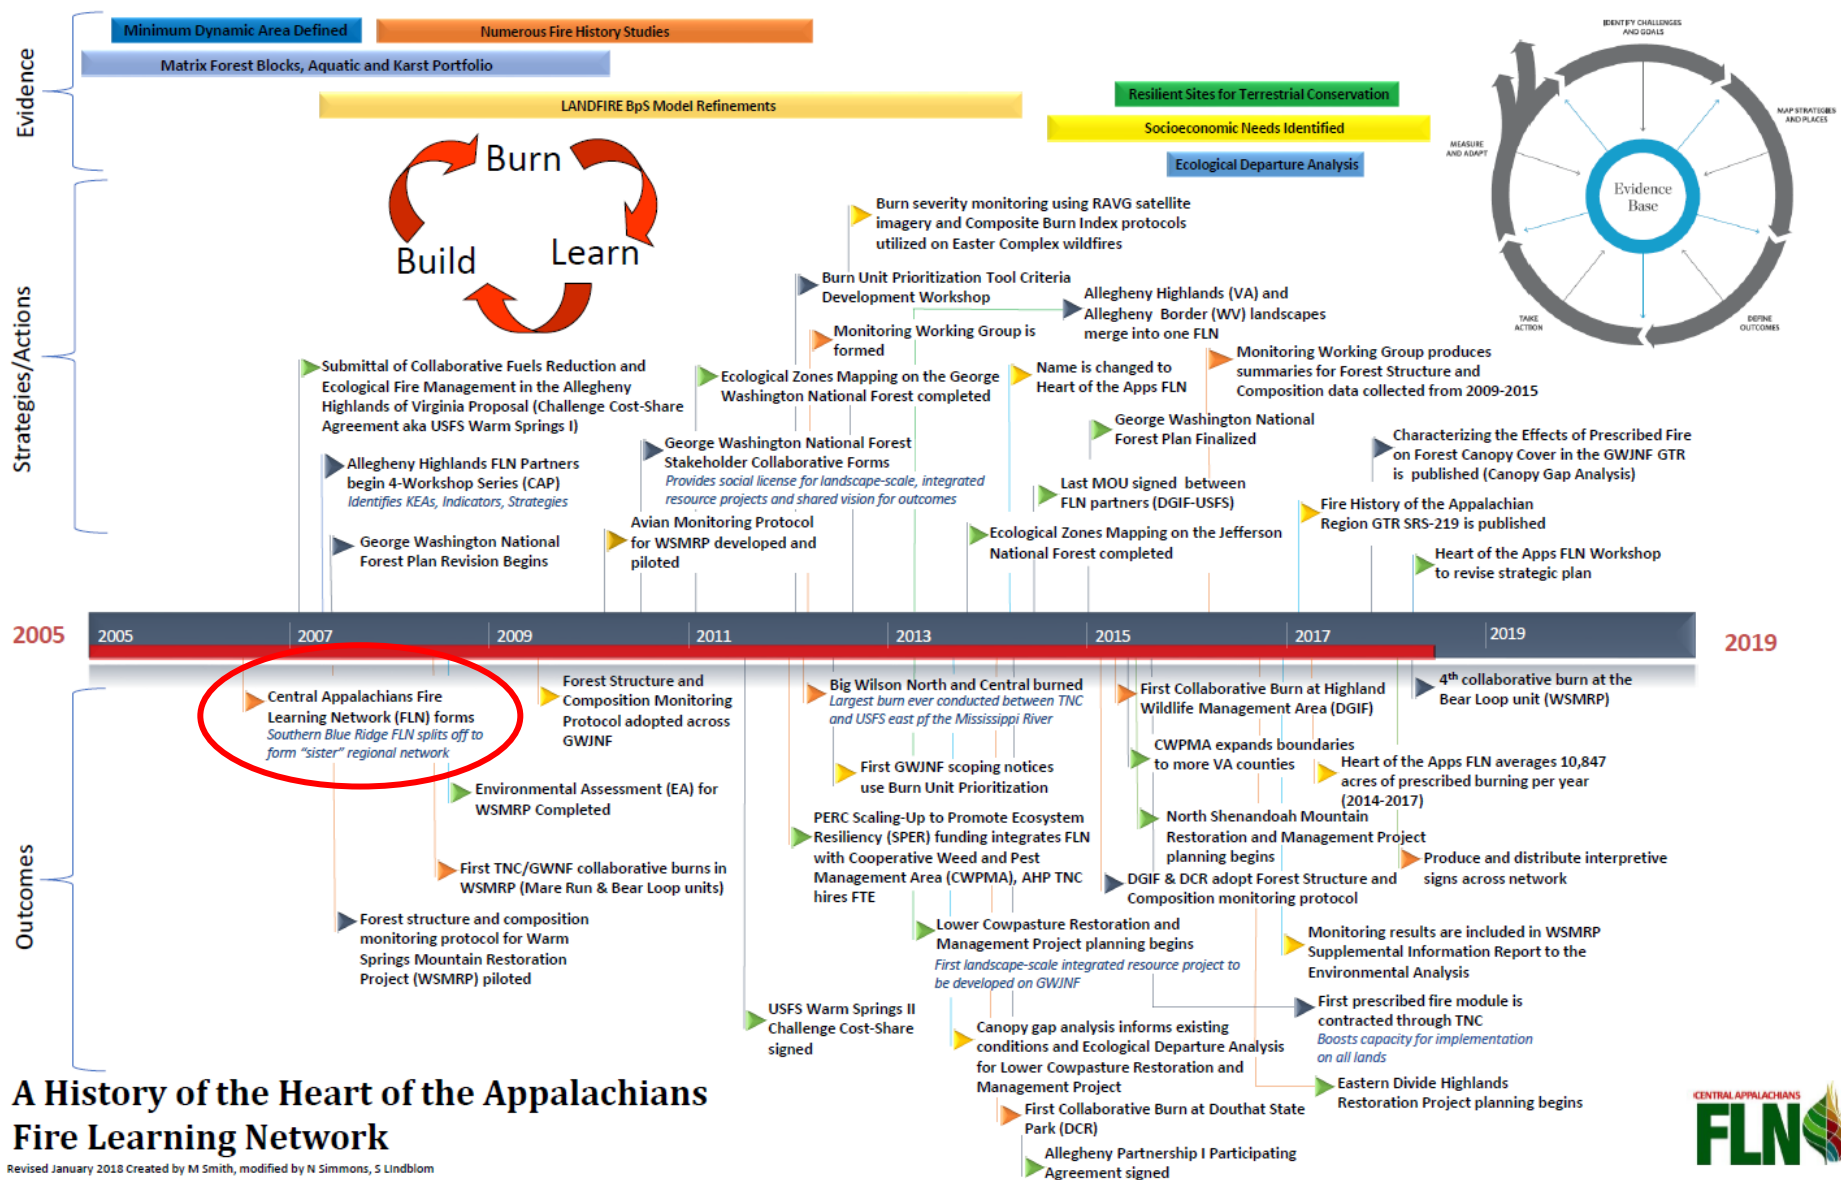 Evidence
Minimum Dynamic Area Defined
Numerous Fire History Studies
Matrix Forest Blocks, Aquatic and Karst Portfolio
LANDFIRE BpS Model Refinements
Resilient Sites for Terrestrial Conservation
Socioeconomic Needs Identified
Ecological Departure Analysis
Burn
Learn
Build
IDENTIFY CHALLENGES
AND GOALS
MAP STRATEGIES
AND PLACES
DEFINE
OUTCOMES
TAKE
ACTION
MEASURE
AND ADAPT
Evidence
Base
Strategies/Actions
Burn severity monitoring using RAVG satellite
imagery and Composite Burn Index protocols
utilized on Easter Complex wildfires
Burn Unit Prioritization Tool Criteria
Development Workshop
Allegheny Highlands (VA) and
Allegheny Border (WV) landscapes
merge into one FLN
Monitoring Working Group is
formed
Monitoring Working Group produces
summaries for Forest Structure and
Composition data collected from 2009-2015
Submittal of Collaborative Fuels Reduction and
Ecological Fire Management in the Allegheny
Highlands of Virginia Proposal (Challenge Cost-Share
Agreement aka USFS Warm Springs I)
Ecological Zones Mapping on the George
Washington National Forest completed
Name is changed to
Heart of the Apps FLN
George Washington National
Forest Plan Finalized
George Washington National Forest
Stakeholder Collaborative Forms
Provides social license for landscape-scale, integrated
resource projects and shared vision for outcomes
Characterizing the Effects of Prescribed Fire
on Forest Canopy Cover in the GWJNF GTR
is published (Canopy Gap Analysis)
Allegheny Highlands FLN Partners
begin 4-Workshop Series (CAP)
Identifies KEAs, Indicators, Strategies
Last MOU signed between
FLN partners (DGIF-USFS)
Fire History of the Appalachian
Region GTR SRS-219 is published
Avian Monitoring Protocol
for WSMRP developed and
piloted
Ecological Zones Mapping on the Jefferson
National Forest completed
George Washington National
Forest Plan Revision Begins
Heart of the Apps FLN Workshop
to revise strategic plan
2005
2005
2007
2009
2011
2013
2015
2017
2019
2019
Outcomes
Central Appalachians Fire
Learning Network (FLN) forms
Southern Blue Ridge FLN splits off to
form “sister” regional network
Forest Structure and
Composition Monitoring
Protocol adopted across
GWJNF
Big Wilson North and Central burned
Largest burn ever conducted between TNC
and USFS east pf the Mississippi River
First Collaborative Burn at Highland
Wildlife Management Area (DGIF)
4th collaborative burn at the
Bear Loop unit (WSMRP)
CWPMA expands boundaries
to more VA counties
Heart of the Apps FLN averages 10,847
acres of prescribed burning per year
(2014-2017)
First GWJNF scoping notices
use Burn Unit Prioritization
Environmental Assessment (EA) for
WSMRP Completed
PERC Scaling-Up to Promote Ecosystem
Resiliency (SPER) funding integrates FLN
with Cooperative Weed and Pest
Management Area (CWPMA), AHP TNC
hires FTE
North Shenandoah Mountain
Restoration and Management Project
planning begins
Produce and distribute interpretive
signs across network
First TNC/GWNF collaborative burns in
WSMRP (Mare Run & Bear Loop units)
DGIF & DCR adopt Forest Structure and
Composition monitoring protocol
Forest structure and composition
monitoring protocol for Warm
Springs Mountain Restoration
Project (WSMRP) piloted
Lower Cowpasture Restoration and
Management Project planning begins
First landscape-scale integrated resource project to
be developed on GWJNF
Monitoring results are included in WSMRP
Supplemental Information Report to the
Environmental Analysis
USFS Warm Springs II
Challenge Cost-Share
signed
First prescribed fire module is
contracted through TNC
Boosts capacity for implementation
on all lands
Canopy gap analysis informs existing
conditions and Ecological Departure Analysis
for Lower Cowpasture Restoration and
Management Project
Eastern Divide Highlands
Restoration Project planning begins
First Collaborative Burn at Douthat State
Park (DCR)
Allegheny Partnership I Participating
Agreement signed
A History of the Heart of the Appalachians
Fire Learning Network
Revised January 2018 Created by M Smith, modified by N Simmons, S Lindblom
CENTRAL APPALACHIANS
FLN